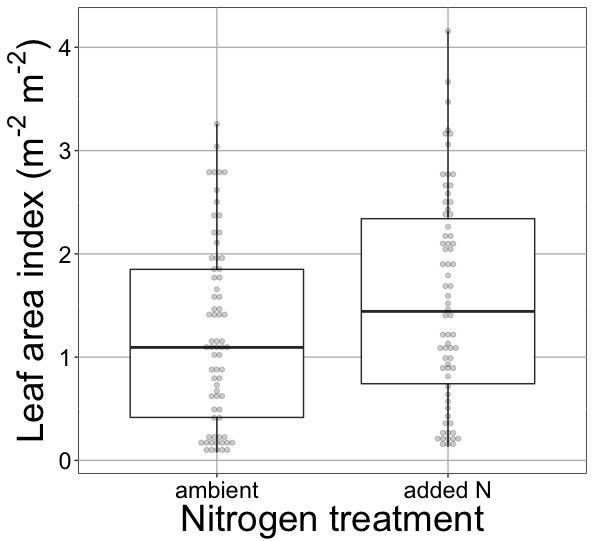 Leaf area index (m⁻² m⁻²)
4
3
2
1
0
ambient added N
Nitrogen treatment